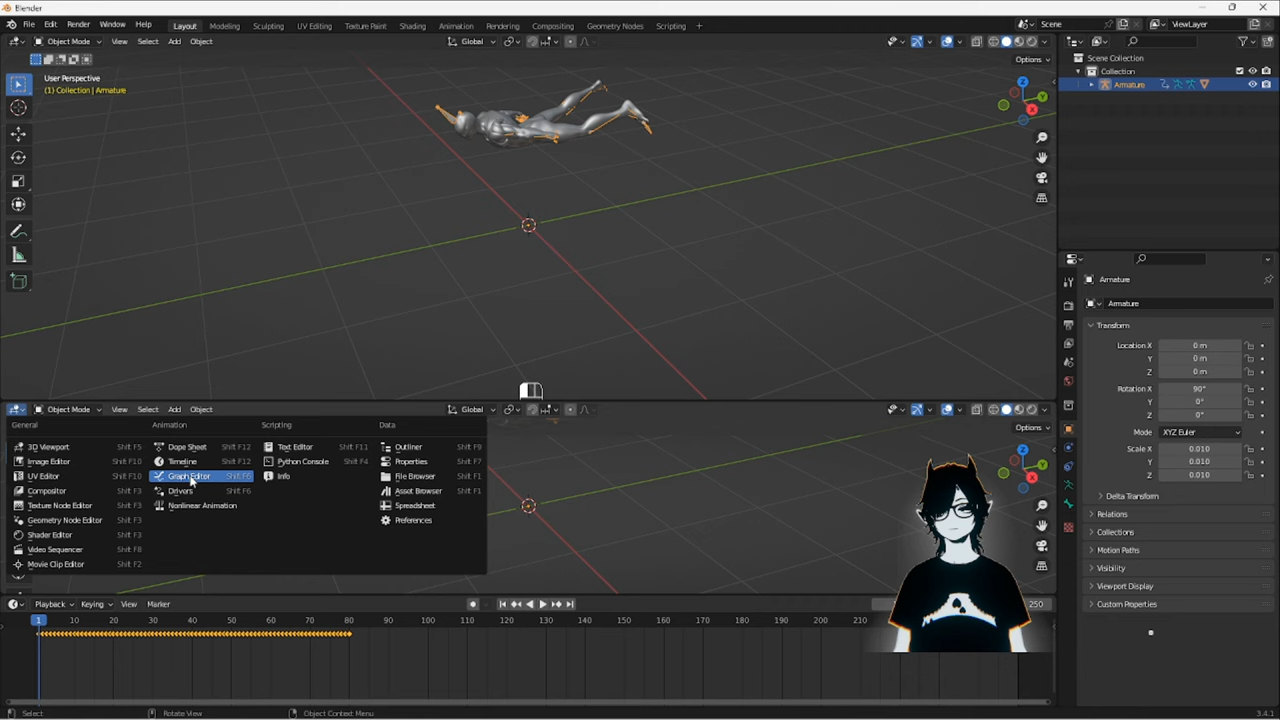 Blender
File Edit Render Window Help Layout Modeling Sculpting UV Editing Texture Paint Shading Animation Rendering Compositing Geometry Nodes Scripting + Scene ViewLayer
Object Mode View Select Add Object Global
Options
User Perspective
(1) Collection | Armature
Z
Y
X
Scene Collection
Collection
Armature
Armature
Armature
Transform
Location X 0 m
Y 0 m
Z 0 m
Rotation X 90°
Y 0°
Z 0°
Mode XYZ Euler
Scale X 0.010
Y 0.010
Z 0.010
Delta Transform
Relations
Collections
Motion Paths
Visibility
Viewport Display
Custom Properties
Object Mode View Select Add Object Global
Options
General Animation Scripting Data
3D Viewport Shift F5 Dope Sheet Shift F12 Text Editor Shift F11 Outliner Shift F9
Image Editor Shift F10 Timeline Shift F12 Python Console Shift F4 Properties Shift F7
UV Editor Shift F10 Graph Editor Shift F6 Info File Browser Shift F1
Compositor Shift F3 Drivers Shift F6 Asset Browser Shift F1
Texture Node Editor Shift F3 Nonlinear Animation Spreadsheet
Geometry Node Editor Shift F3 Preferences
Shader Editor Shift F3
Video Sequencer Shift F8
Movie Clip Editor Shift F2
Z
Y
X
Playback Keying View Marker 250
1 10 20 30 40 50 60 70 80 90 100 110 120 130 140 150 160 170 180 190 200 210
Select Rotate View Object Context Menu 3.4.1